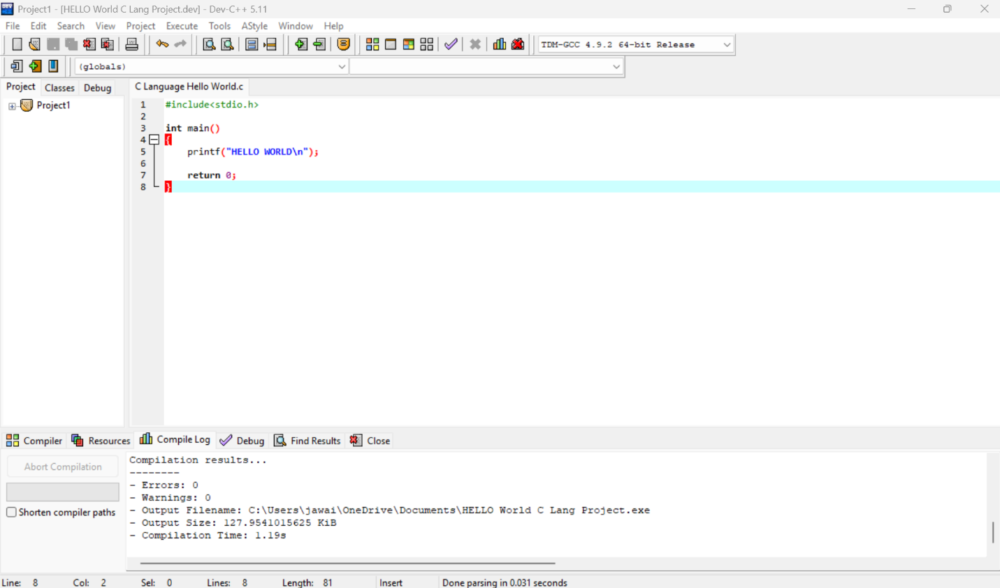 Project1 - [HELLO World C Lang Project.dev] - Dev-C++ 5.11
File Edit Search View Project Execute Tools AStyle Window Help
TDM-GCC 4.9.2 64-bit Release
(globals)
Project Classes Debug
C Language Hello World.c
Project1
1 #include<stdio.h>
2
3 int main()
4 {
5     printf("HELLO WORLD\n");
6
7     return 0;
8 }
Compiler Resources Compile Log Debug Find Results Close
Abort Compilation
Shorten compiler paths
Compilation results...
--------
- Errors: 0
- Warnings: 0
- Output Filename: C:\Users\jawai\OneDrive\Documents\HELLO World C Lang Project.exe
- Output Size: 127.9541015625 KiB
- Compilation Time: 1.19s
Line: 8 Col: 2 Sel: 0 Lines: 8 Length: 81 Insert Done parsing in 0.031 seconds